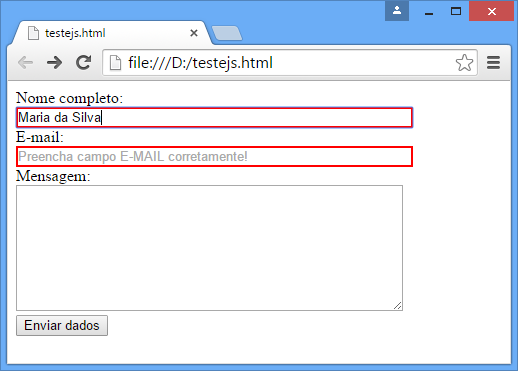 testejs.html
file:///D:/testejs.html
Nome completo:
Maria da Silva
E-mail:
Preencha campo E-MAIL corretamente!
Mensagem:
Enviar dados